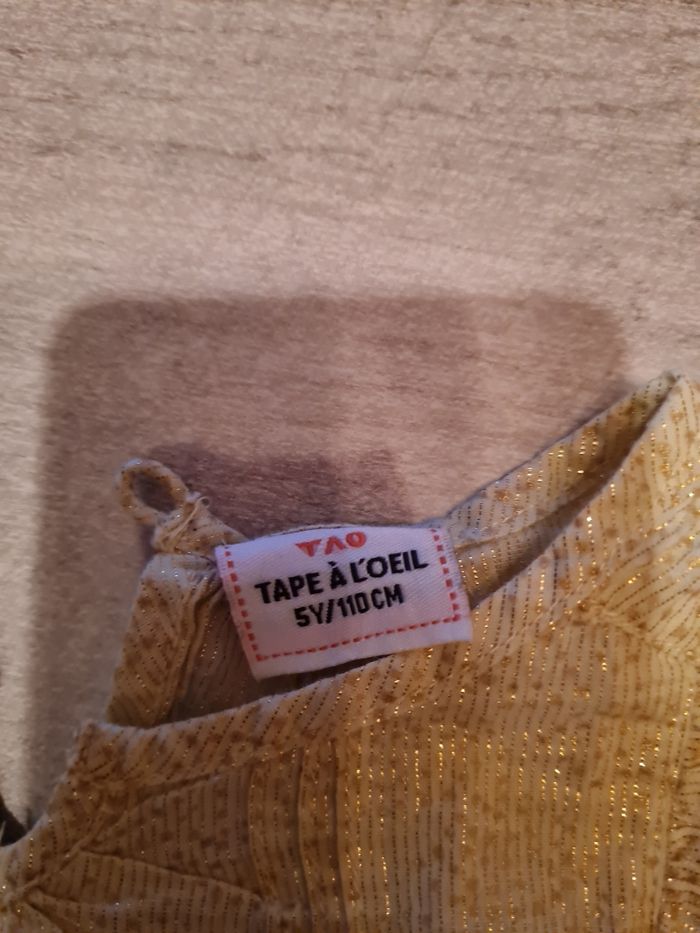 TAO
TAPE À L'OEIL
5Y/110CM